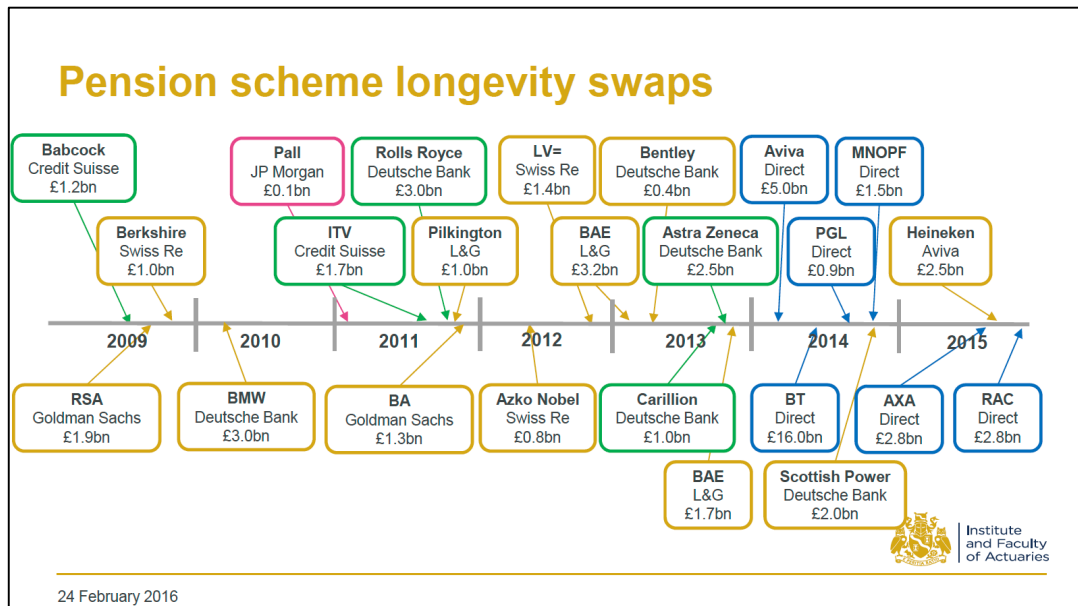 Pension scheme longevity swaps
Babcock
Credit Suisse
£1.2bn
Pall
JP Morgan
£0.1bn
Rolls Royce
Deutsche Bank
£3.0bn
LV=
Swiss Re
£1.4bn
Bentley
Deutsche Bank
£0.4bn
Aviva
Direct
£5.0bn
MNOPF
Direct
£1.5bn
Berkshire
Swiss Re
£1.0bn
ITV
Credit Suisse
£1.7bn
Pilkington
L&G
£1.0bn
BAE
L&G
£3.2bn
Astra Zeneca
Deutsche Bank
£2.5bn
PGL
Direct
£0.9bn
Heineken
Aviva
£2.5bn
2009
2010
2011
2012
2013
2014
2015
RSA
Goldman Sachs
£1.9bn
BMW
Deutsche Bank
£3.0bn
BA
Goldman Sachs
£1.3bn
Azko Nobel
Swiss Re
£0.8bn
Carillion
Deutsche Bank
£1.0bn
BT
Direct
£16.0bn
AXA
Direct
£2.8bn
RAC
Direct
£2.8bn
BAE
L&G
£1.7bn
Scottish Power
Deutsche Bank
£2.0bn
Institute
and Faculty
of Actuaries
24 February 2016